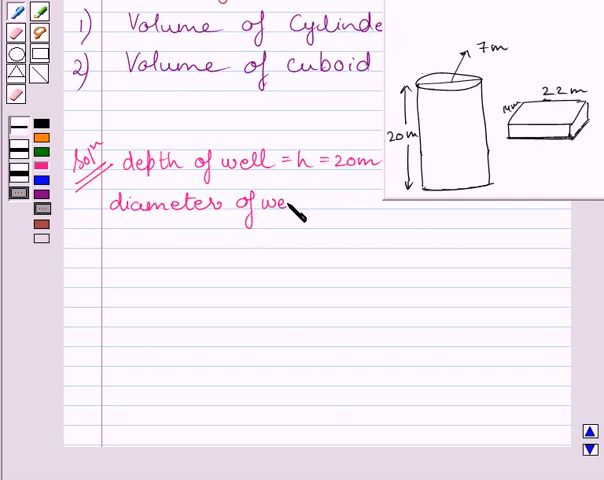 1) Volume of Cylinde
2) Volume of cuboid
Solⁿ depth of well = h = 20m
diameter of we
7m
20m
22m
14m